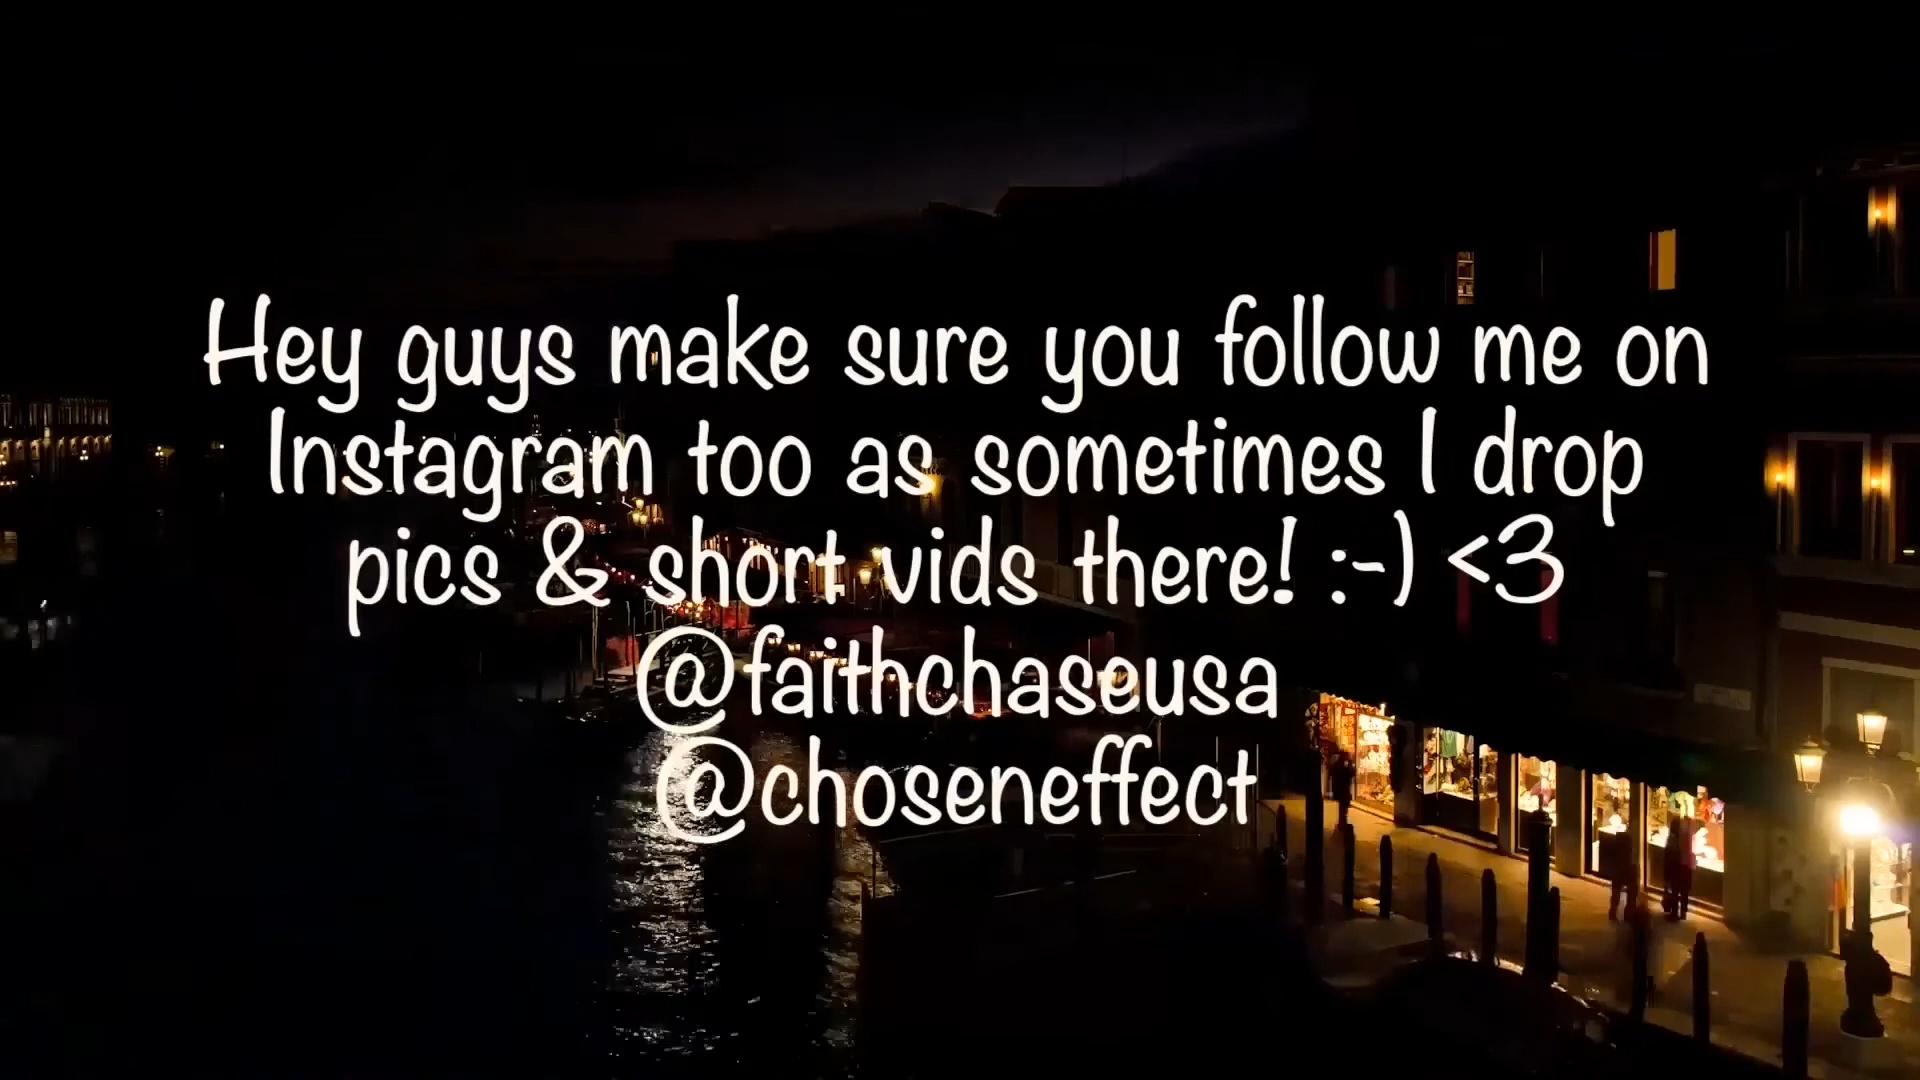 Hey guys make sure you follow me on
Instagram too as sometimes I drop
pics & short vids there! :-) <3
@faithchaseusa
@choseneffect